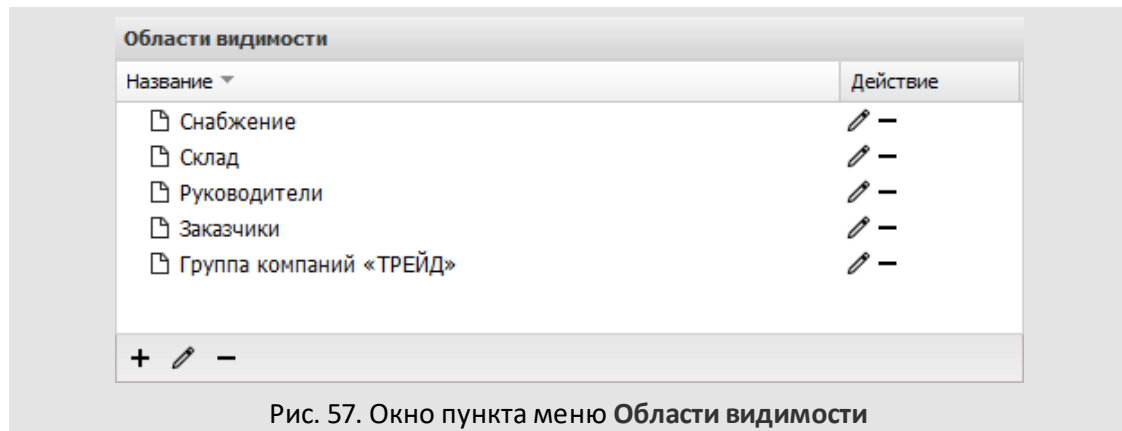 Области видимости
Название Действие
Снабжение
Склад
Руководители
Заказчики
Группа компаний «ТРЕЙД»
Рис. 57. Окно пункта меню Области видимости